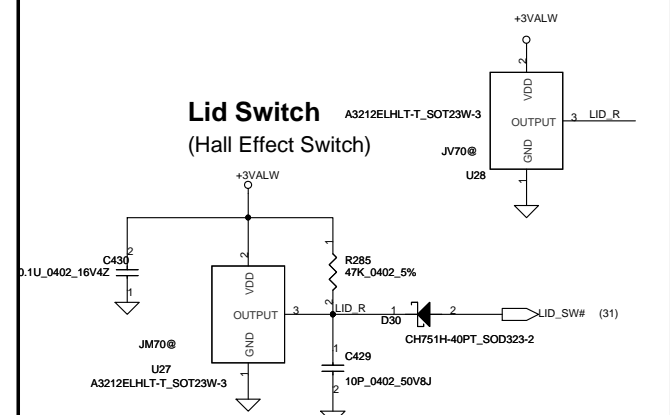 +3VALW
2
VDD
A3212ELHLT-T_SOT23W-3
OUTPUT
3
LID_R
JV70@
GND
U28
1
Lid Switch
(Hall Effect Switch)
+3VALW
C430
2
0.1U_0402_16V4Z
1
2
VDD
1
R285
47K_0402_5%
2
OUTPUT
3
LID_R
1
D30
2
LID_SW#
(31)
CH751H-40PT_SOD323-2
JM70@
GND
1
U27
A3212ELHLT-T_SOT23W-3
1
C429
10P_0402_50V8J
2